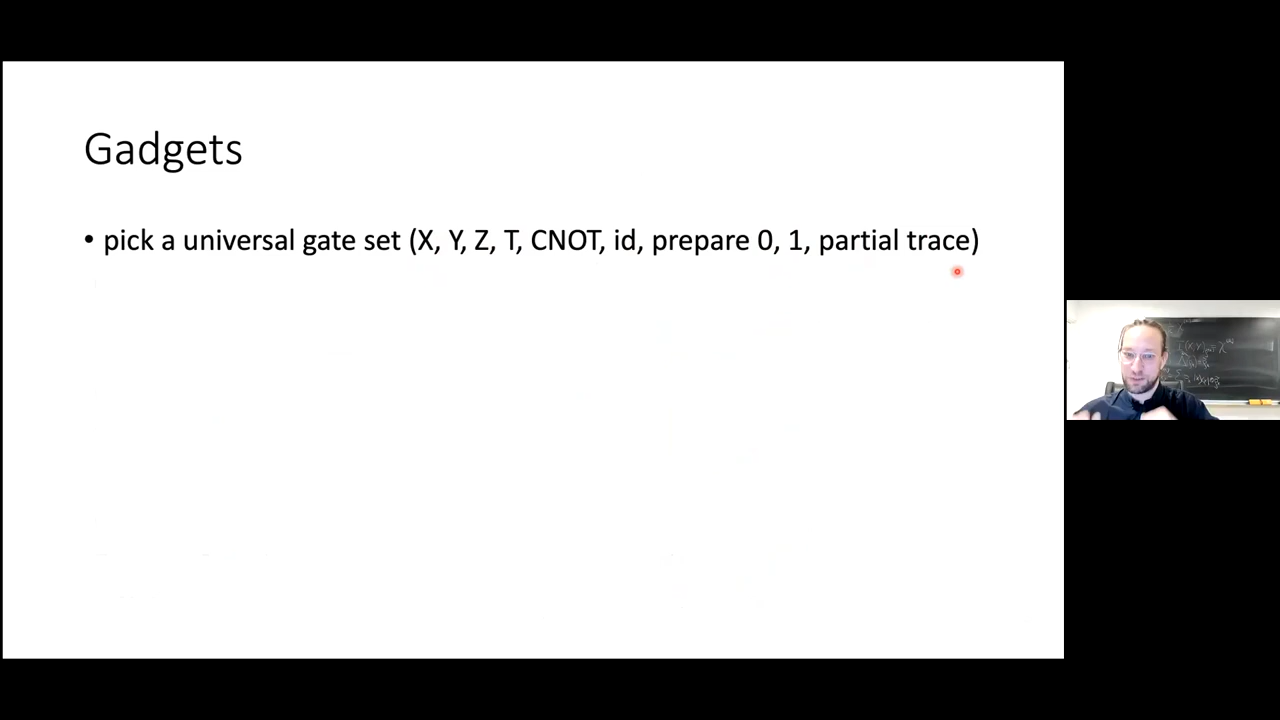 Gadgets
• pick a universal gate set (X, Y, Z, T, CNOT, id, prepare 0, 1, partial trace)